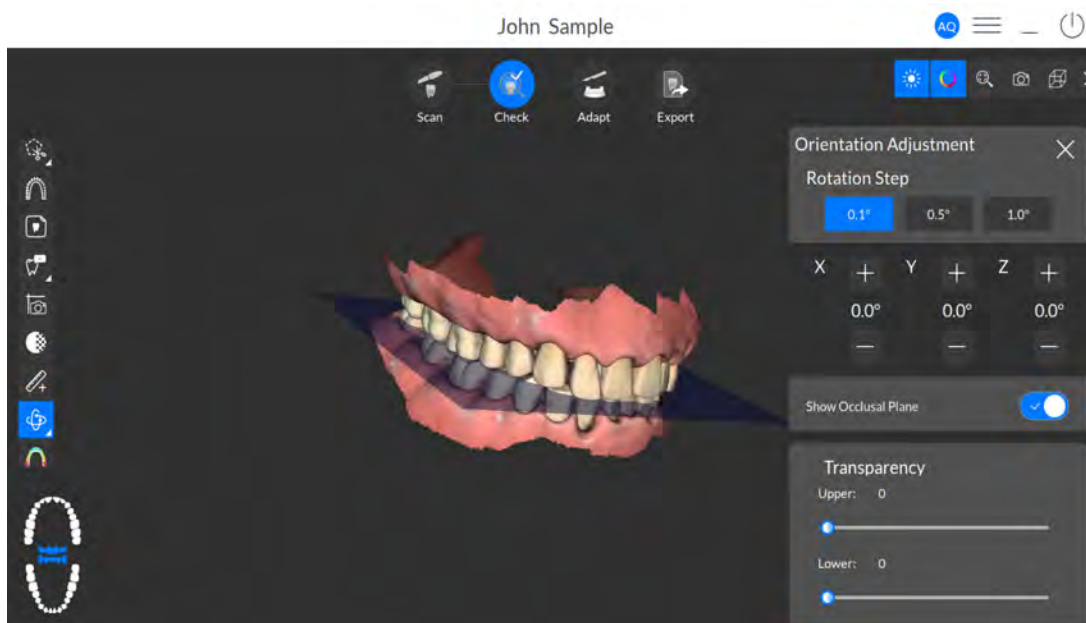 John Sample
AQ
Scan
Check
Adapt
Export
Orientation Adjustment
Rotation Step
0.1°
0.5°
1.0°
X
Y
Z
0.0°
0.0°
0.0°
Show Occlusal Plane
Transparency
Upper: 0
Lower: 0